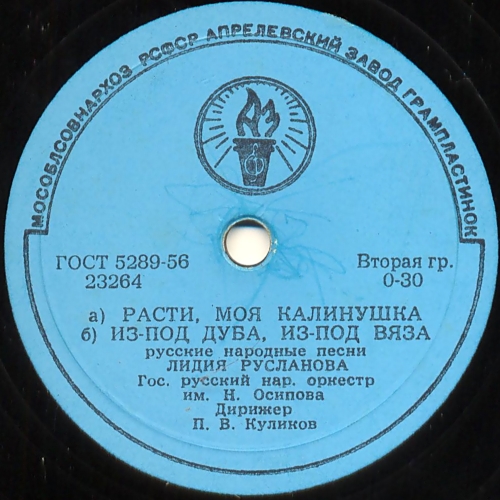 МОСОБЛСОВНАРХОЗ РСФСР АПРЕЛЕВСКИЙ ЗАВОД ГРАМПЛАСТИНОК
Ф
ГОСТ 5289-56
23264
Вторая гр.
0-30
а) РАСТИ, МОЯ КАЛИНУШКА
б) ИЗ-ПОД ДУБА, ИЗ-ПОД ВЯЗА
русские народные песни
ЛИДИЯ РУСЛАНОВА
Гос. русский нар. оркестр
им. Н. Осипова
Дирижер
П. В. Куликов